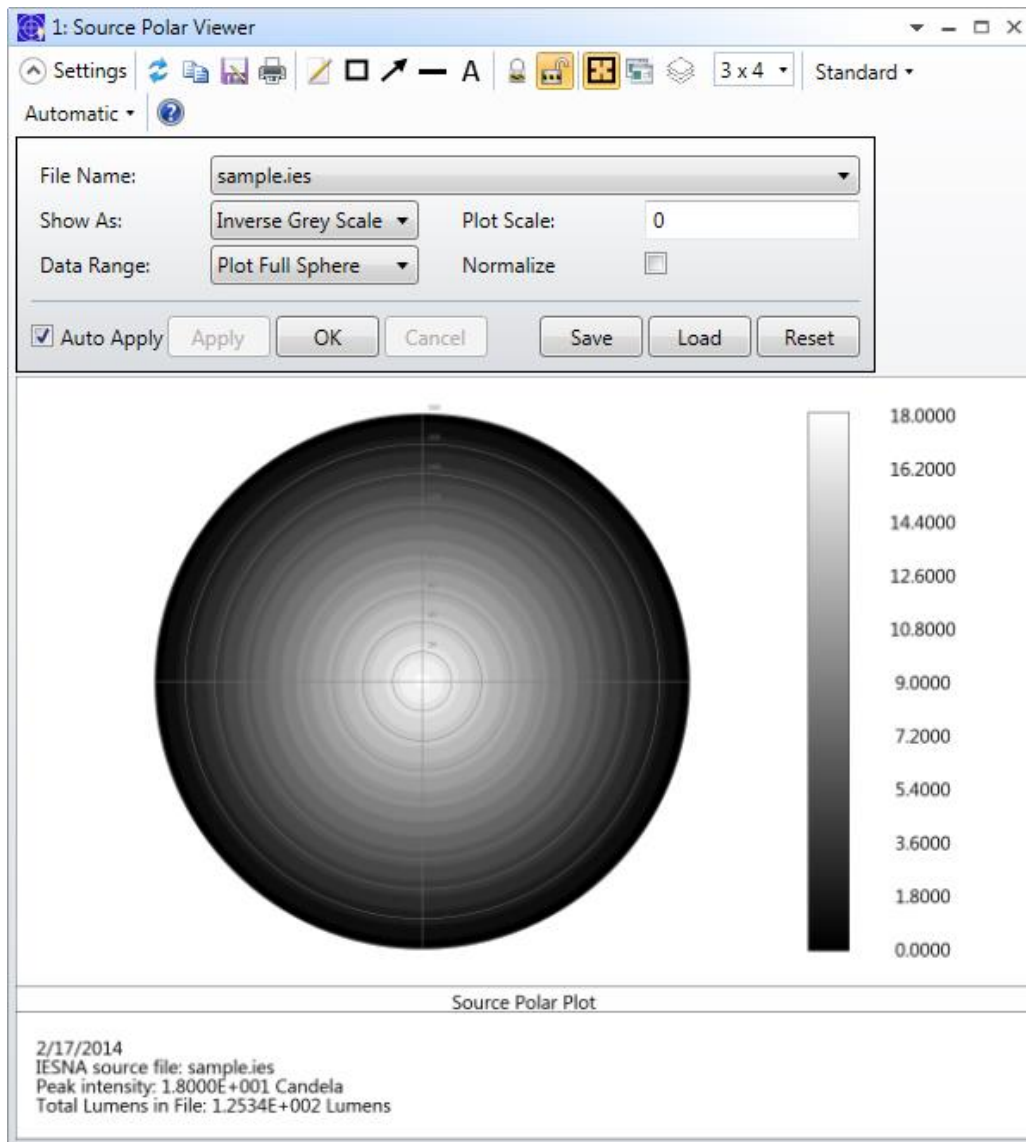 1: Source Polar Viewer
Settings A 3 x 4 Standard
Automatic
File Name: sample.ies
Show As: Inverse Grey Scale Plot Scale: 0
Data Range: Plot Full Sphere Normalize
Auto Apply Apply OK Cancel Save Load Reset
18.0000
16.2000
14.4000
12.6000
10.8000
9.0000
7.2000
5.4000
3.6000
1.8000
0.0000
Source Polar Plot
2/17/2014
IESNA source file: sample.ies
Peak intensity: 1.8000E+001 Candela
Total Lumens in File: 1.2534E+002 Lumens